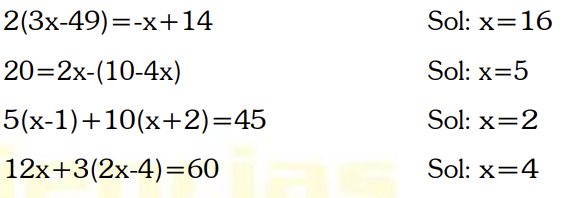 2(3x-49)=-x+14 Sol: x=16
20=2x-(10-4x) Sol: x=5
5(x-1)+10(x+2)=45 Sol: x=2
12x+3(2x-4)=60 Sol: x=4